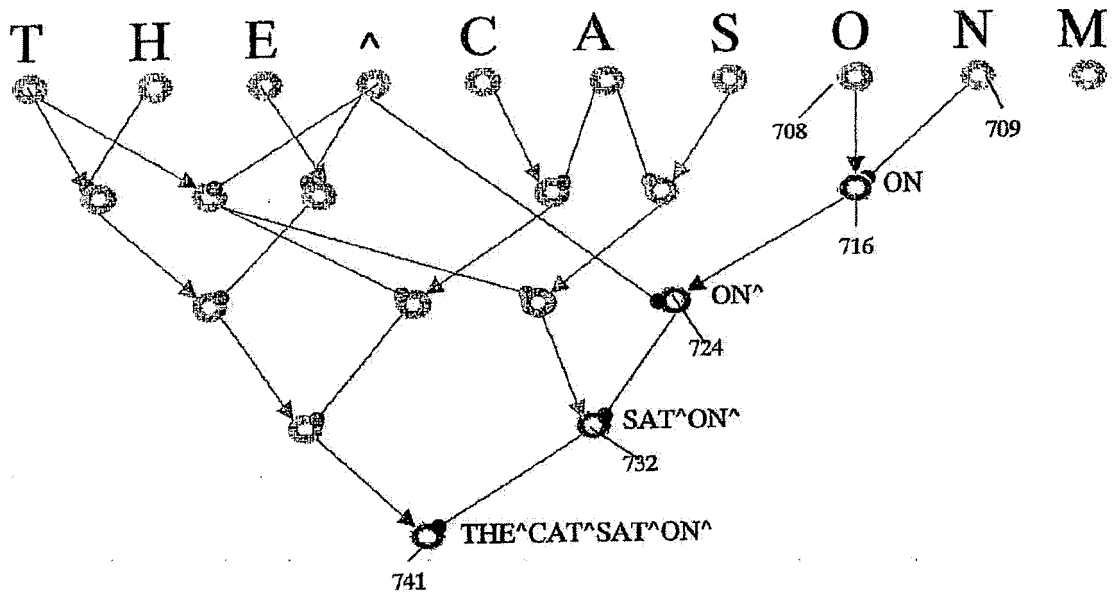 T H E ^ C A S O N M
708
709
ON
716
ON^
724
SAT^ON^
732
THE^CAT^SAT^ON^
741